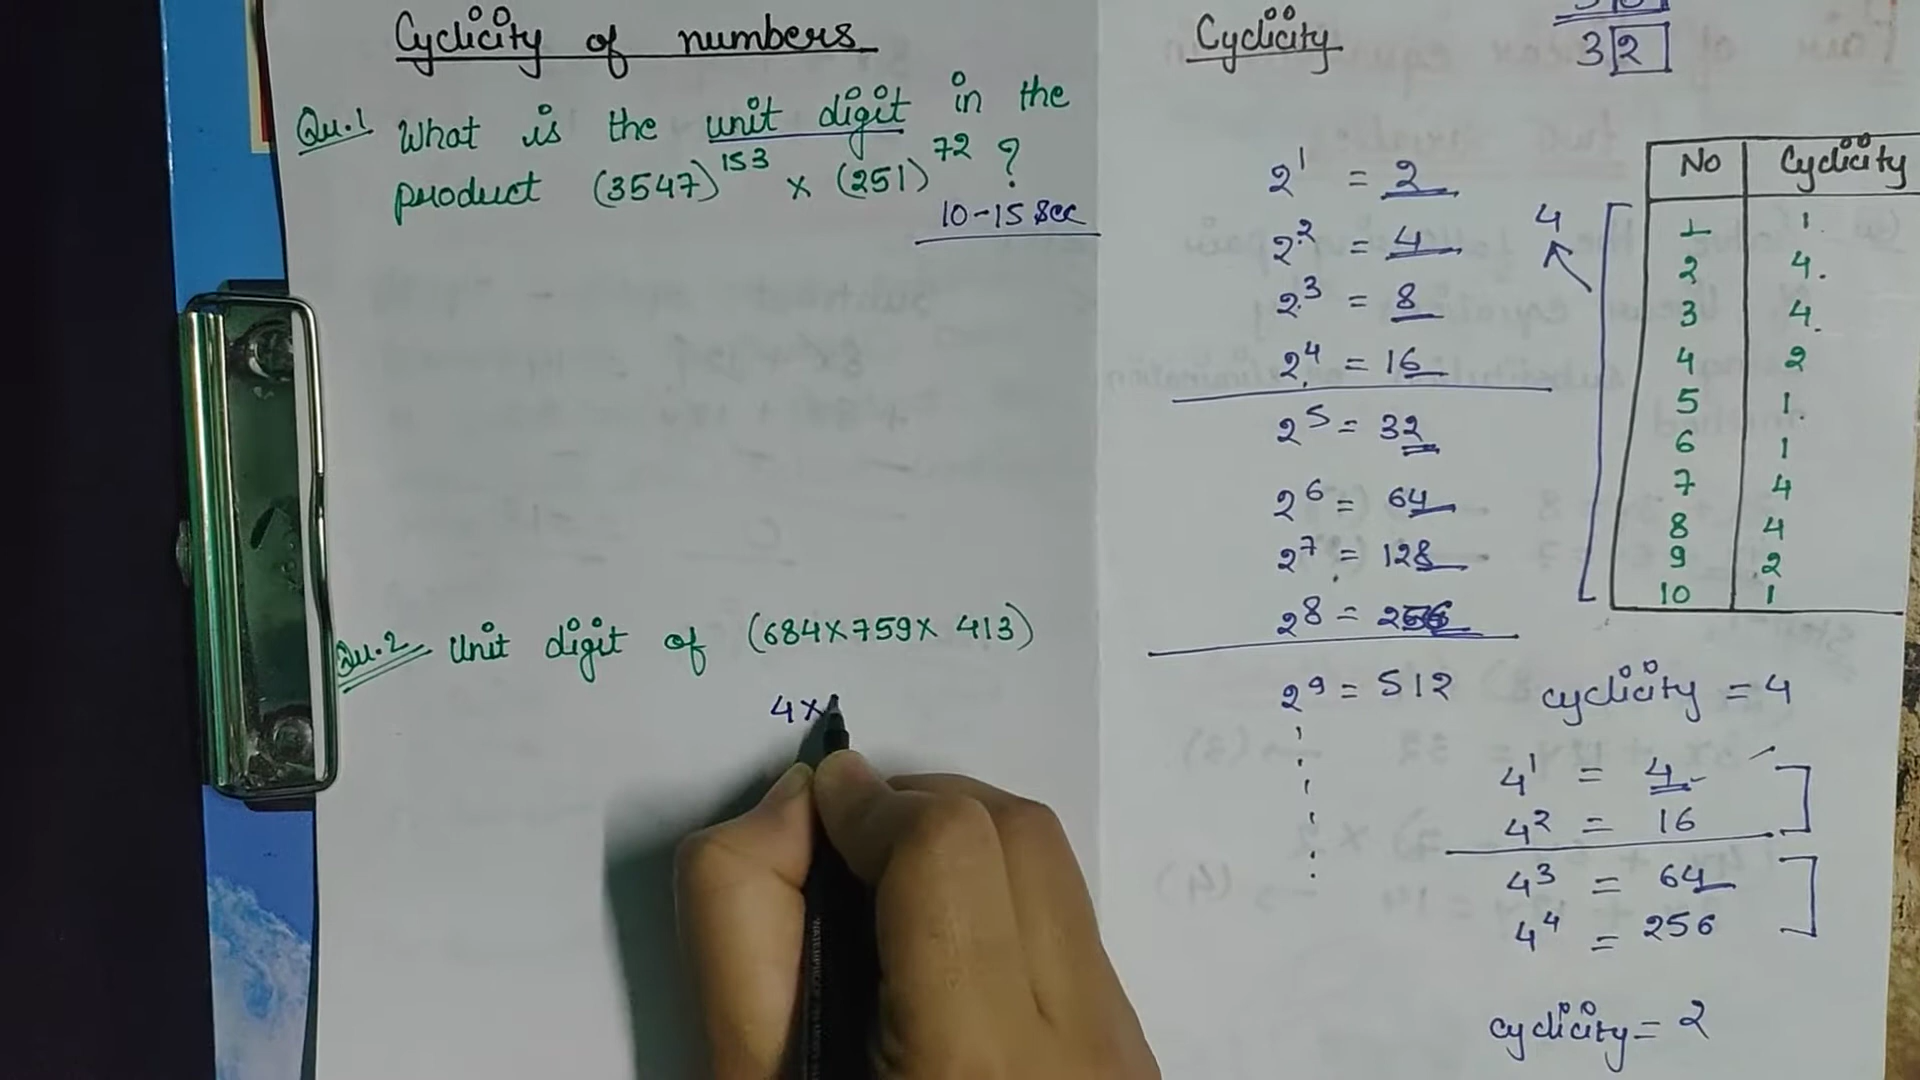 Cyclicity of numbers
Qu.1 What is the unit digit in the
product (3547)^153 x (251)^72 ?
10-15 Sec
Qu.2 Unit digit of (684x759x 413)
4x
Cyclicity
3 2
2^1 = 2
2^2 = 4
2^3 = 8
2^4 = 16
2^5 = 32
2^6 = 64
2^7 = 128
2^8 = 256
2^9 = 512
4
No Cyclicity
1 1
2 4
3 4
4 2
5 1
6 1
7 4
8 4
9 2
10 1
cyclicity = 4
4^1 = 4
4^2 = 16
4^3 = 64
4^4 = 256
cyclicity = 2